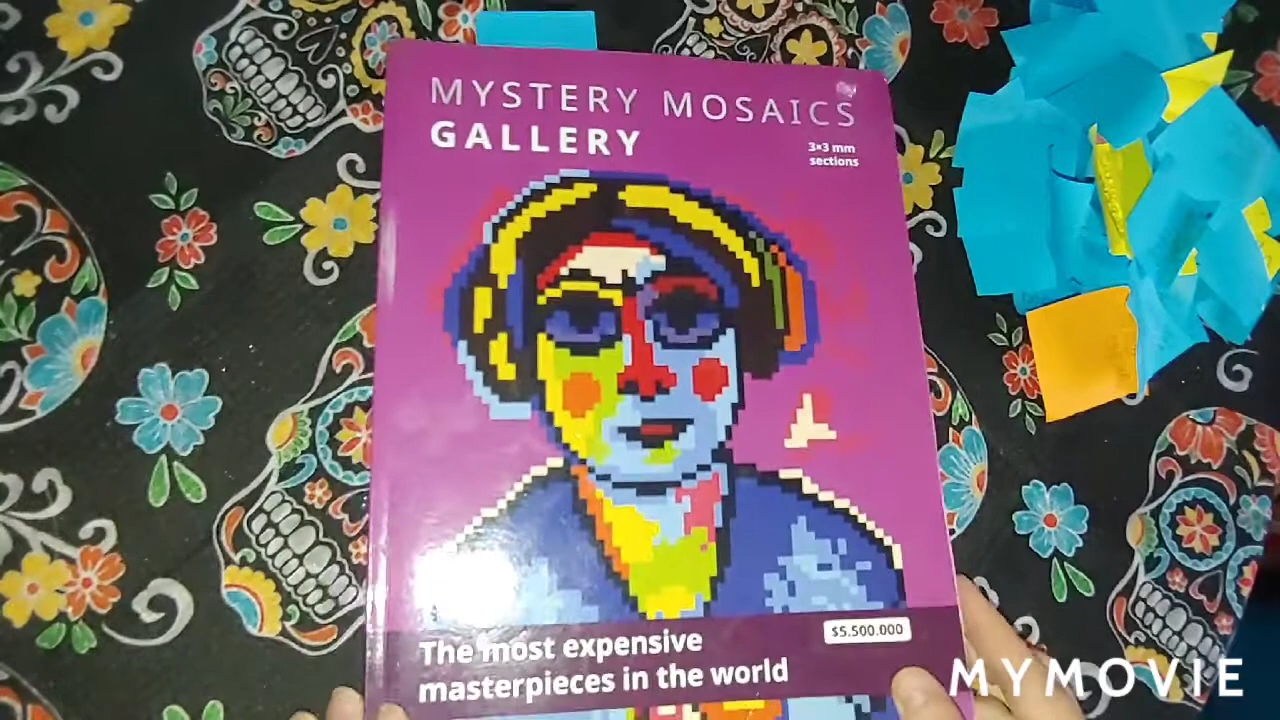 MYSTERY MOSAICS
GALLERY
3×3 mm
sections
The most expensive
masterpieces in the world
$5.500.000
MYMOVIE